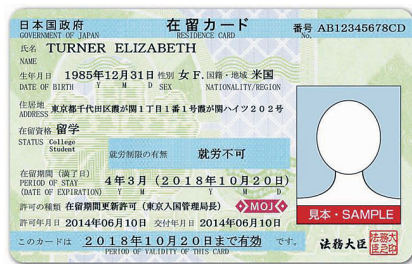 日本国政府 在留カード 番号 AB12345678CD
GOVERNMENT OF JAPAN RESIDENCE CARD No.
氏名 TURNER ELIZABETH
NAME
生年月日 1985年12月31日 性別 女 F. 国籍・地域 米国
DATE OF BIRTH Y M D SEX NATIONALITY/REGION
住居地 東京都千代田区霞が関1丁目1番1号霞が関ハイツ202号
ADDRESS
在留資格 留学
STATUS College Student
就労制限の有無 就労不可
在留期間(満了日) 4年3月(2018年10月20日)
PERIOD OF STAY
(DATE OF EXPIRATION) Y M Y M D
許可の種類 在留期間更新許可(東京入国管理局長) MOJ
許可年月日 2014年06月10日 交付年月日 2014年06月10日
見本・SAMPLE
このカードは 2018年10月20日まで有効 です。
PERIOD OF VALIDITY OF THIS CARD
法務大臣